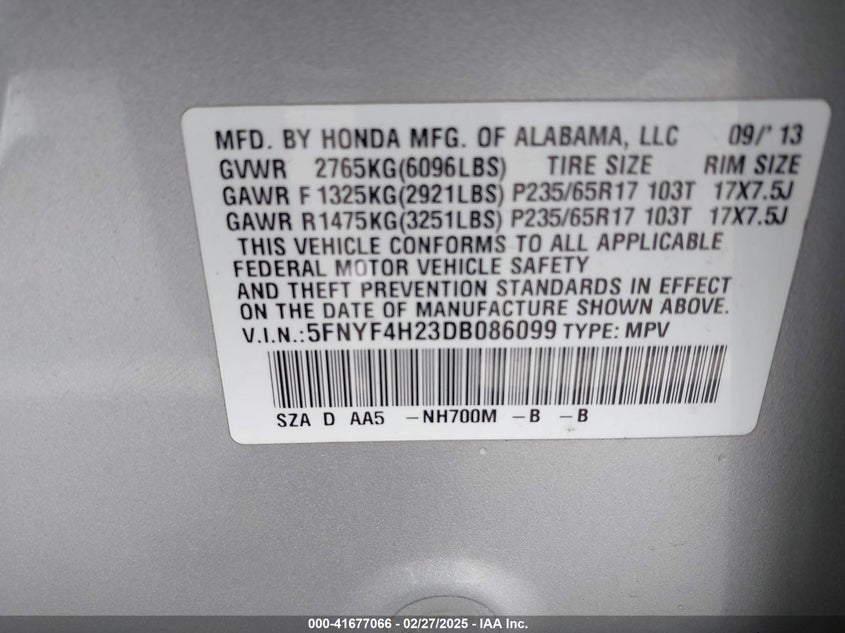 MFD. BY HONDA MFG. OF ALABAMA, LLC 09/'13
GVWR 2765KG(6096LBS) TIRE SIZE RIM SIZE
GAWR F 1325KG(2921LBS) P235/65R17 103T 17X7.5J
GAWR R1475KG(3251LBS) P235/65R17 103T 17X7.5J
THIS VEHICLE CONFORMS TO ALL APPLICABLE
FEDERAL MOTOR VEHICLE SAFETY
AND THEFT PREVENTION STANDARDS IN EFFECT
ON THE DATE OF MANUFACTURE SHOWN ABOVE.
V.I.N.:5FNYF4H23DB086099 TYPE: MPV
SZA D AA5 -NH700M -B -B
000-41677066 - 02/27/2025 - IAA Inc.